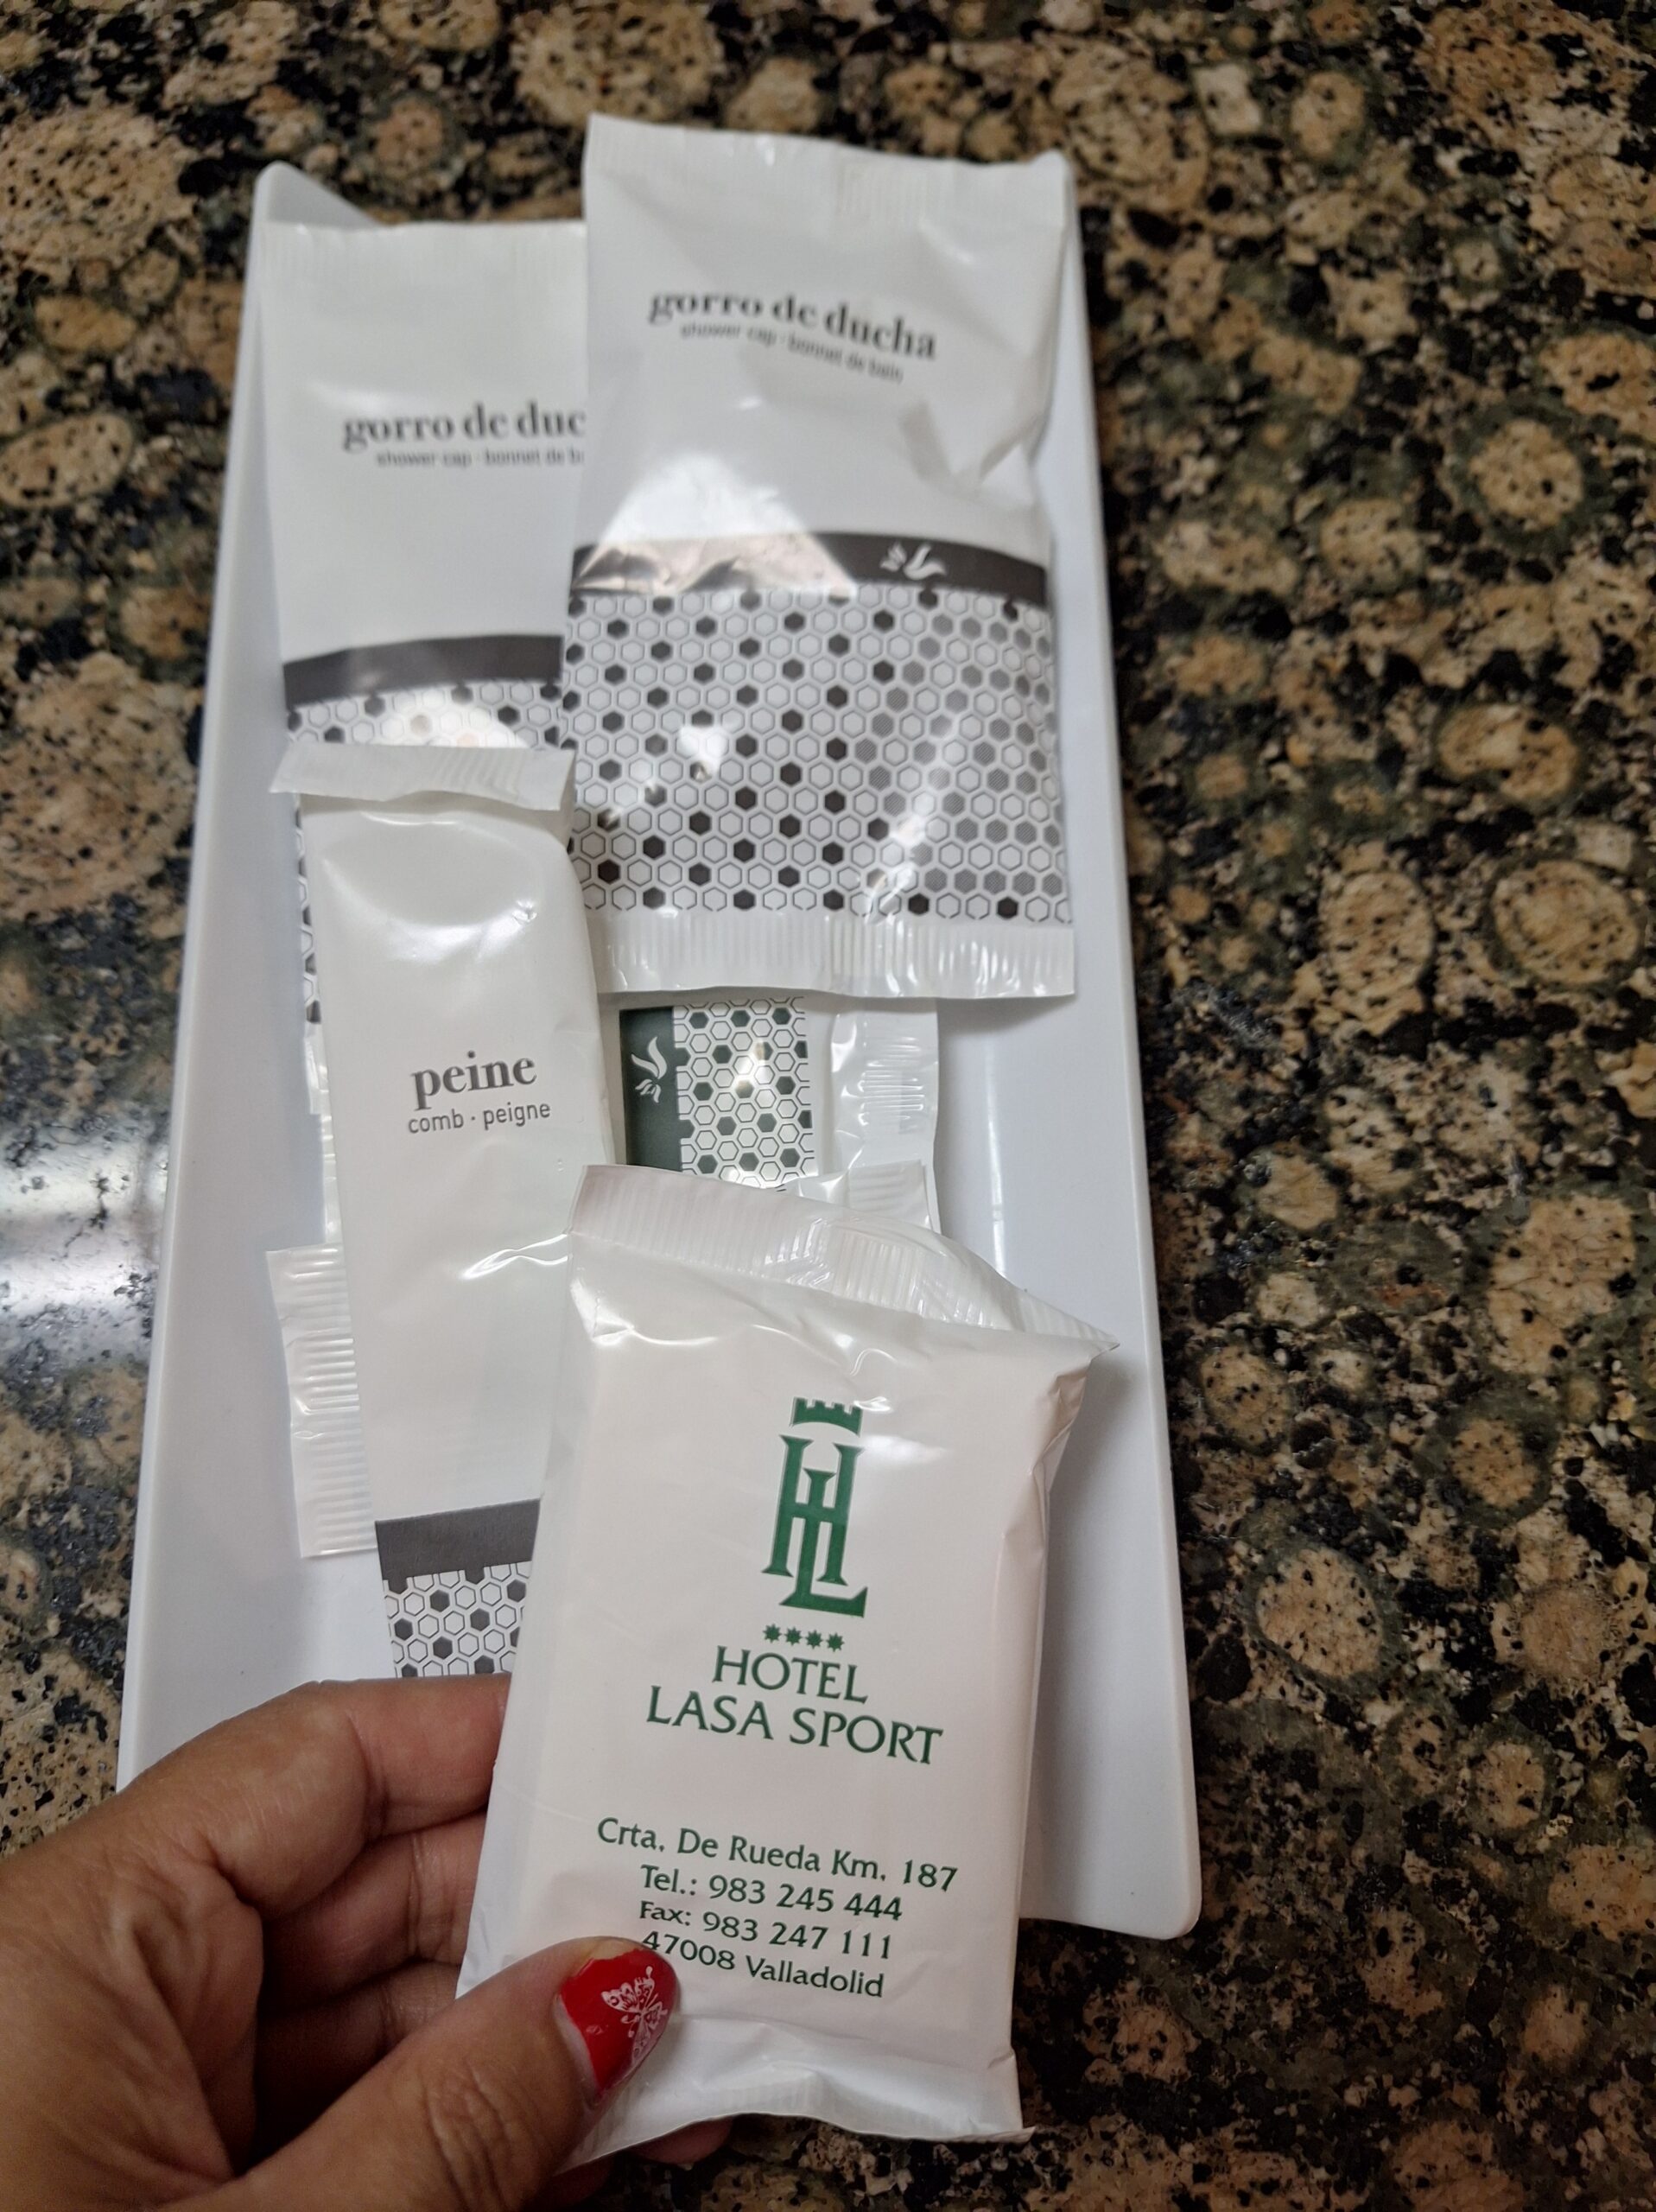 gorro de ducha
shower cap · bonnet de bain
gorro de duc
shower cap · bonnet de b
peine
comb · peigne
HL
HOTEL
LASA SPORT
Crta. De Rueda Km. 187
Tel.: 983 245 444
Fax: 983 247 111
47008 Valladolid